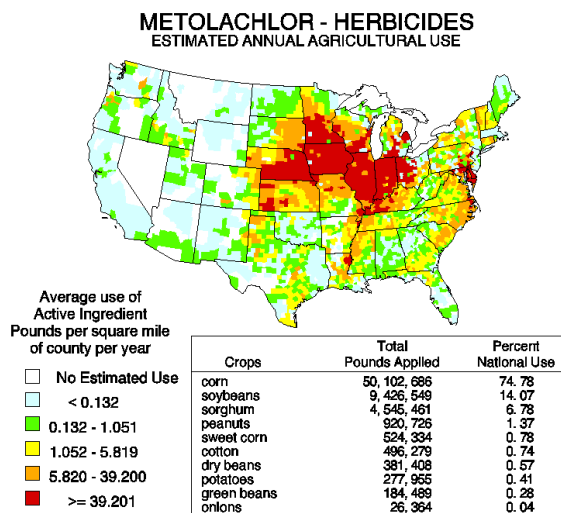 METOLACHLOR - HERBICIDES
ESTIMATED ANNUAL AGRICULTURAL USE
Average use of
Active Ingredient
Pounds per square mile
of county per year
No Estimated Use
< 0.132
0.132 - 1.051
1.052 - 5.819
5.820 - 39.200
>= 39.201
Crops Total Pounds Applied Percent National Use
corn 50, 102, 686 74. 78
soybeans 9, 426, 549 14. 07
sorghum 4, 545, 461 6. 78
peanuts 920, 726 1. 37
sweet corn 524, 334 0. 78
cotton 496, 279 0. 74
dry beans 381, 408 0. 57
potatoes 277, 955 0. 41
green beans 184, 489 0. 28
onions 26, 364 0. 04